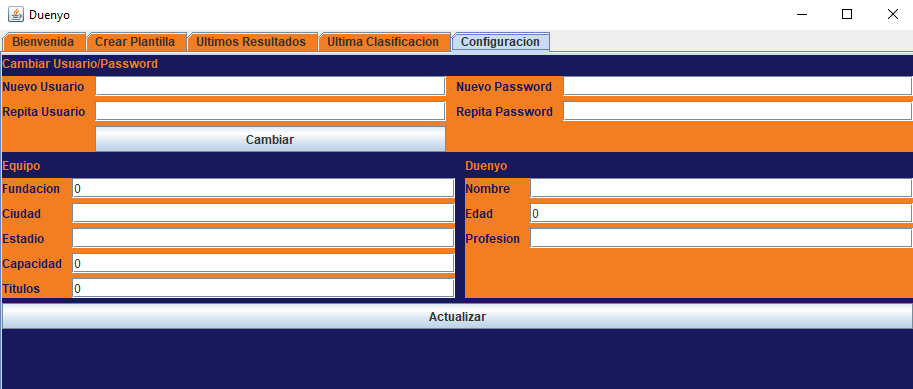 Duenyo
Bienvenida Crear Plantilla Ultimos Resultados Ultima Clasificacion Configuracion
Cambiar Usuario/Password
Nuevo Usuario Nuevo Password
Repita Usuario Repita Password
Cambiar
Equipo Duenyo
Fundacion 0 Nombre
Ciudad Edad 0
Estadio Profesion
Capacidad 0
Titulos 0
Actualizar